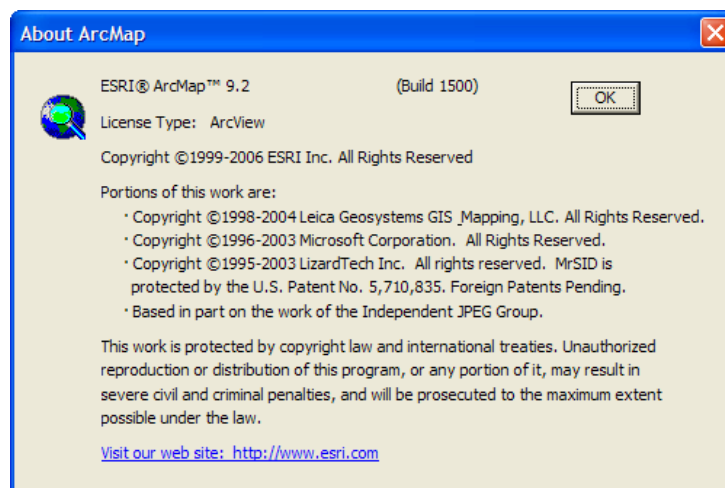 About ArcMap
ESRI® ArcMap™ 9.2 (Build 1500)
OK
License Type: ArcView
Copyright ©1999-2006 ESRI Inc. All Rights Reserved
Portions of this work are:
· Copyright ©1998-2004 Leica Geosystems GIS _Mapping, LLC. All Rights Reserved.
· Copyright ©1996-2003 Microsoft Corporation. All Rights Reserved.
· Copyright ©1995-2003 LizardTech Inc. All rights reserved. MrSID is
protected by the U.S. Patent No. 5,710,835. Foreign Patents Pending.
· Based in part on the work of the Independent JPEG Group.
This work is protected by copyright law and international treaties. Unauthorized
reproduction or distribution of this program, or any portion of it, may result in
severe civil and criminal penalties, and will be prosecuted to the maximum extent
possible under the law.
Visit our web site: http://www.esri.com